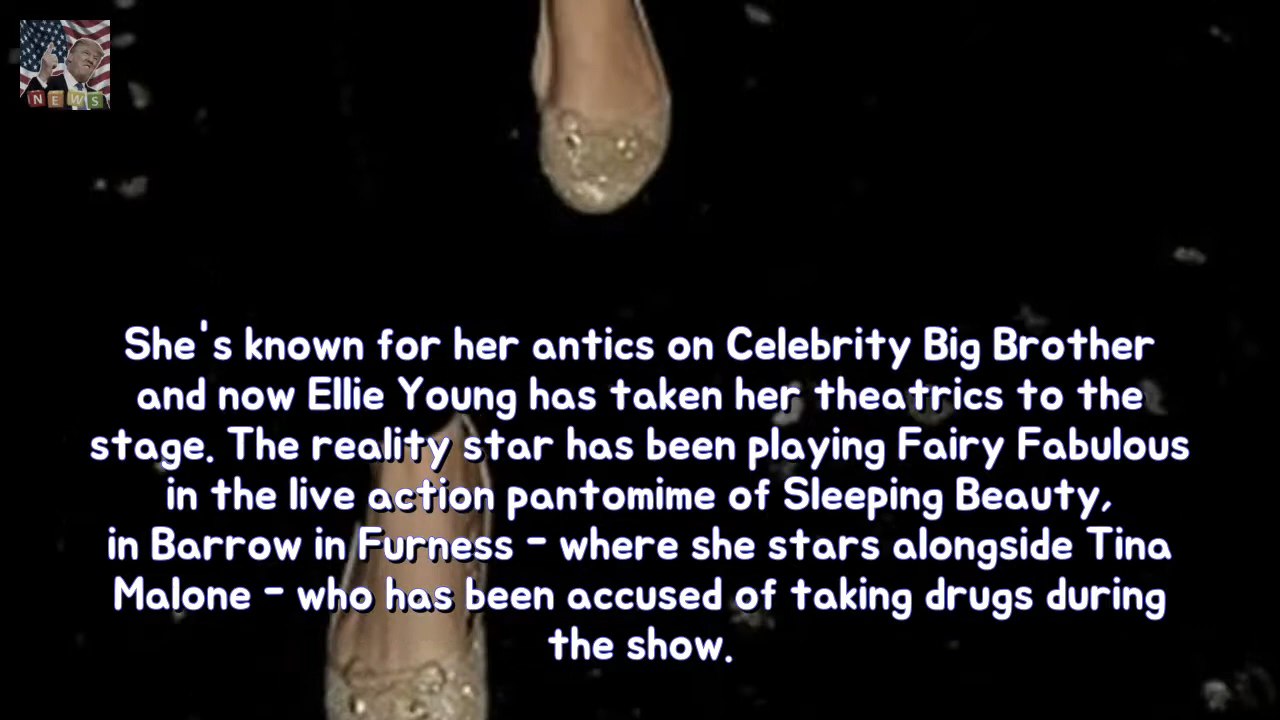 NEWS
She's known for her antics on Celebrity Big Brother
and now Ellie Young has taken her theatrics to the
stage. The reality star has been playing Fairy Fabulous
in the live action pantomime of Sleeping Beauty,
in Barrow in Furness - where she stars alongside Tina
Malone - who has been accused of taking drugs during
the show.